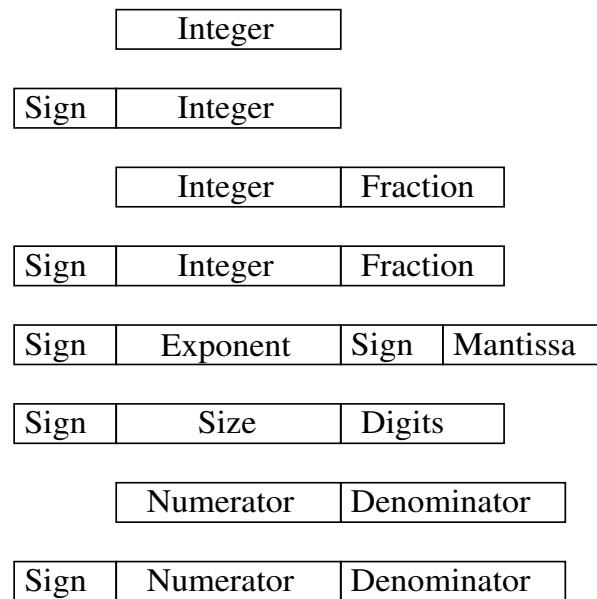 Integer
Sign Integer
Integer Fraction
Sign Integer Fraction
Sign Exponent Sign Mantissa
Sign Size Digits
Numerator Denominator
Sign Numerator Denominator